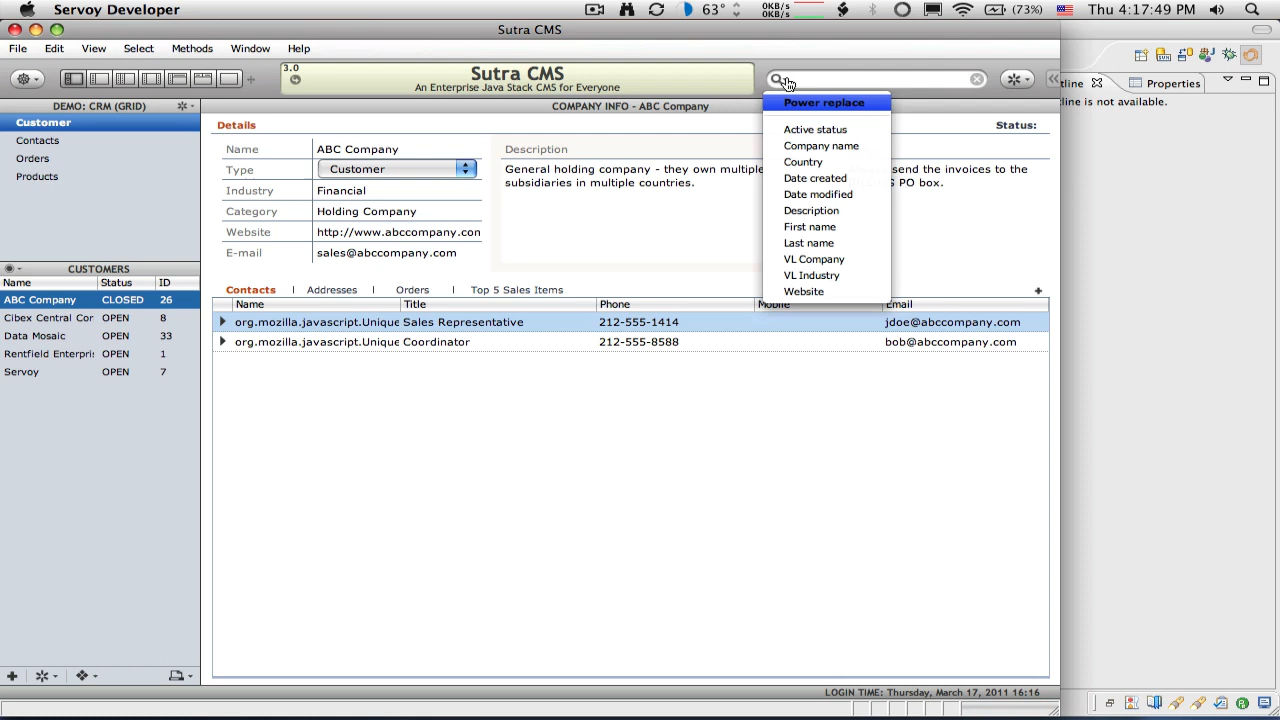 Servoy Developer
63°
0KB/s
0KB/s
(73%)
Thu 4:17:49 PM
Sutra CMS
File Edit View Select Methods Window Help
3.0
Sutra CMS
An Enterprise Java Stack CMS for Everyone
tline
Properties
tline is not available.
DEMO: CRM (GRID)
COMPANY INFO - ABC Company
Customer
Contacts
Orders
Products
Power replace
Active status
Company name
Country
Date created
Date modified
Description
First name
Last name
VL Company
VL Industry
Website
Details
Status:
Name ABC Company
Type Customer
Industry Financial
Category Holding Company
Website http://www.abccompany.con
E-mail sales@abccompany.com
Description
General holding company - they own multiple send the invoices to the
subsidiaries in multiple countries. PO box.
CUSTOMERS
Name Status ID
ABC Company CLOSED 26
Cibex Central Cor OPEN 8
Data Mosaic OPEN 33
Rentfield Enterpri OPEN 1
Servoy OPEN 7
Contacts | Addresses | Orders | Top 5 Sales Items
Name Title Phone Mobile Email
org.mozilla.javascript.Unique Sales Representative 212-555-1414 jdoe@abccompany.com
org.mozilla.javascript.Unique Coordinator 212-555-8588 bob@abccompany.com
LOGIN TIME: Thursday, March 17, 2011 16:16